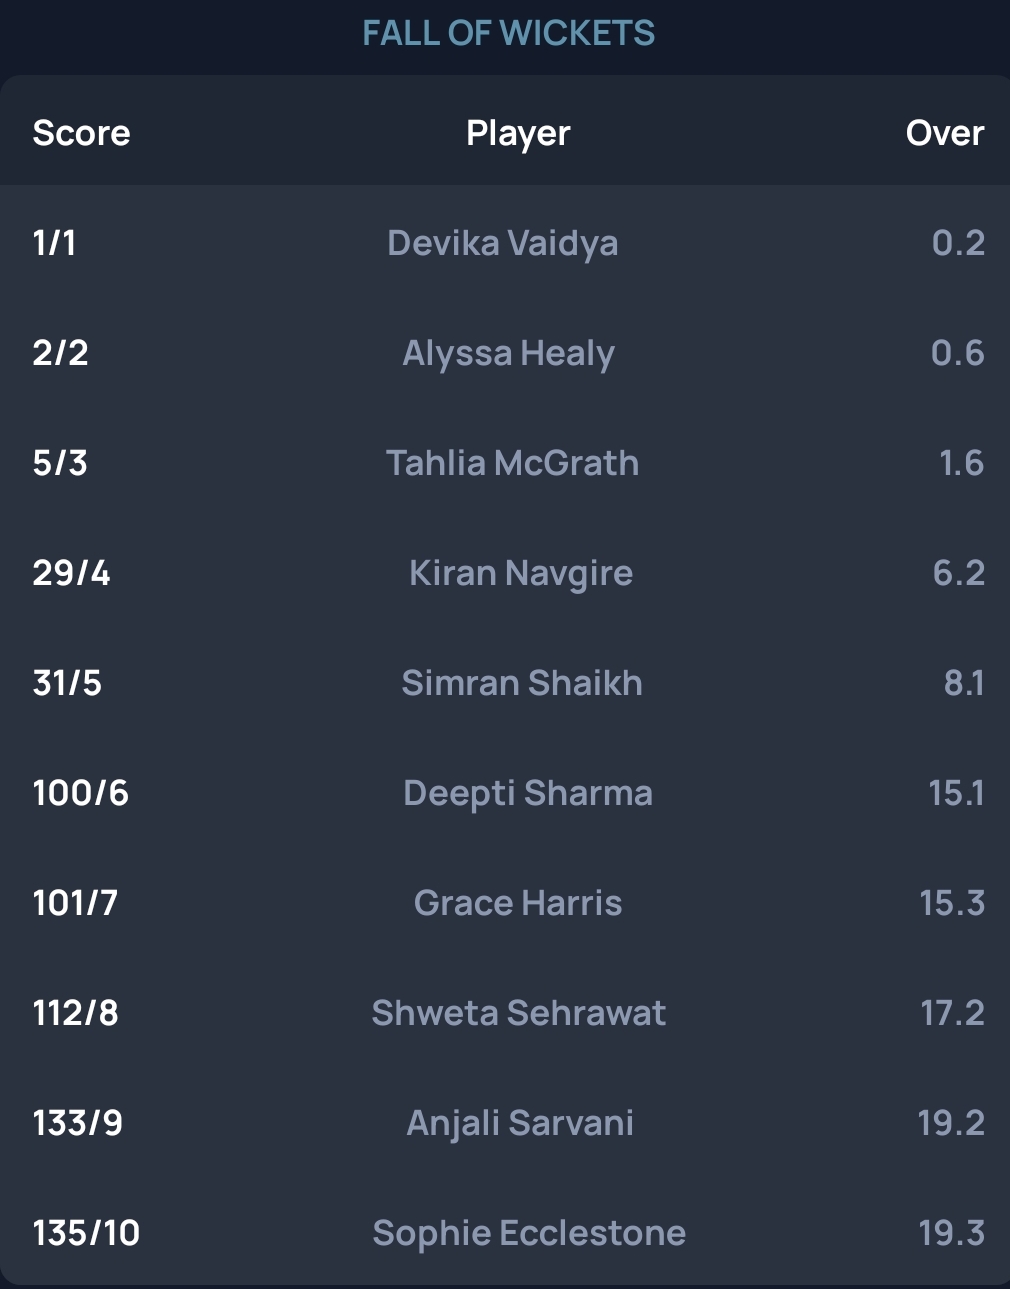 FALL OF WICKETS
Score Player Over
1/1 Devika Vaidya 0.2
2/2 Alyssa Healy 0.6
5/3 Tahlia McGrath 1.6
29/4 Kiran Navgire 6.2
31/5 Simran Shaikh 8.1
100/6 Deepti Sharma 15.1
101/7 Grace Harris 15.3
112/8 Shweta Sehrawat 17.2
133/9 Anjali Sarvani 19.2
135/10 Sophie Ecclestone 19.3